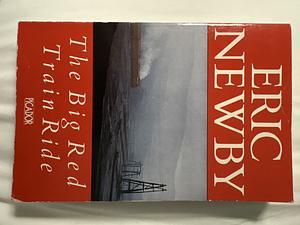 ERIC
NEWBY
The Big Red
Train Ride
PICADOR